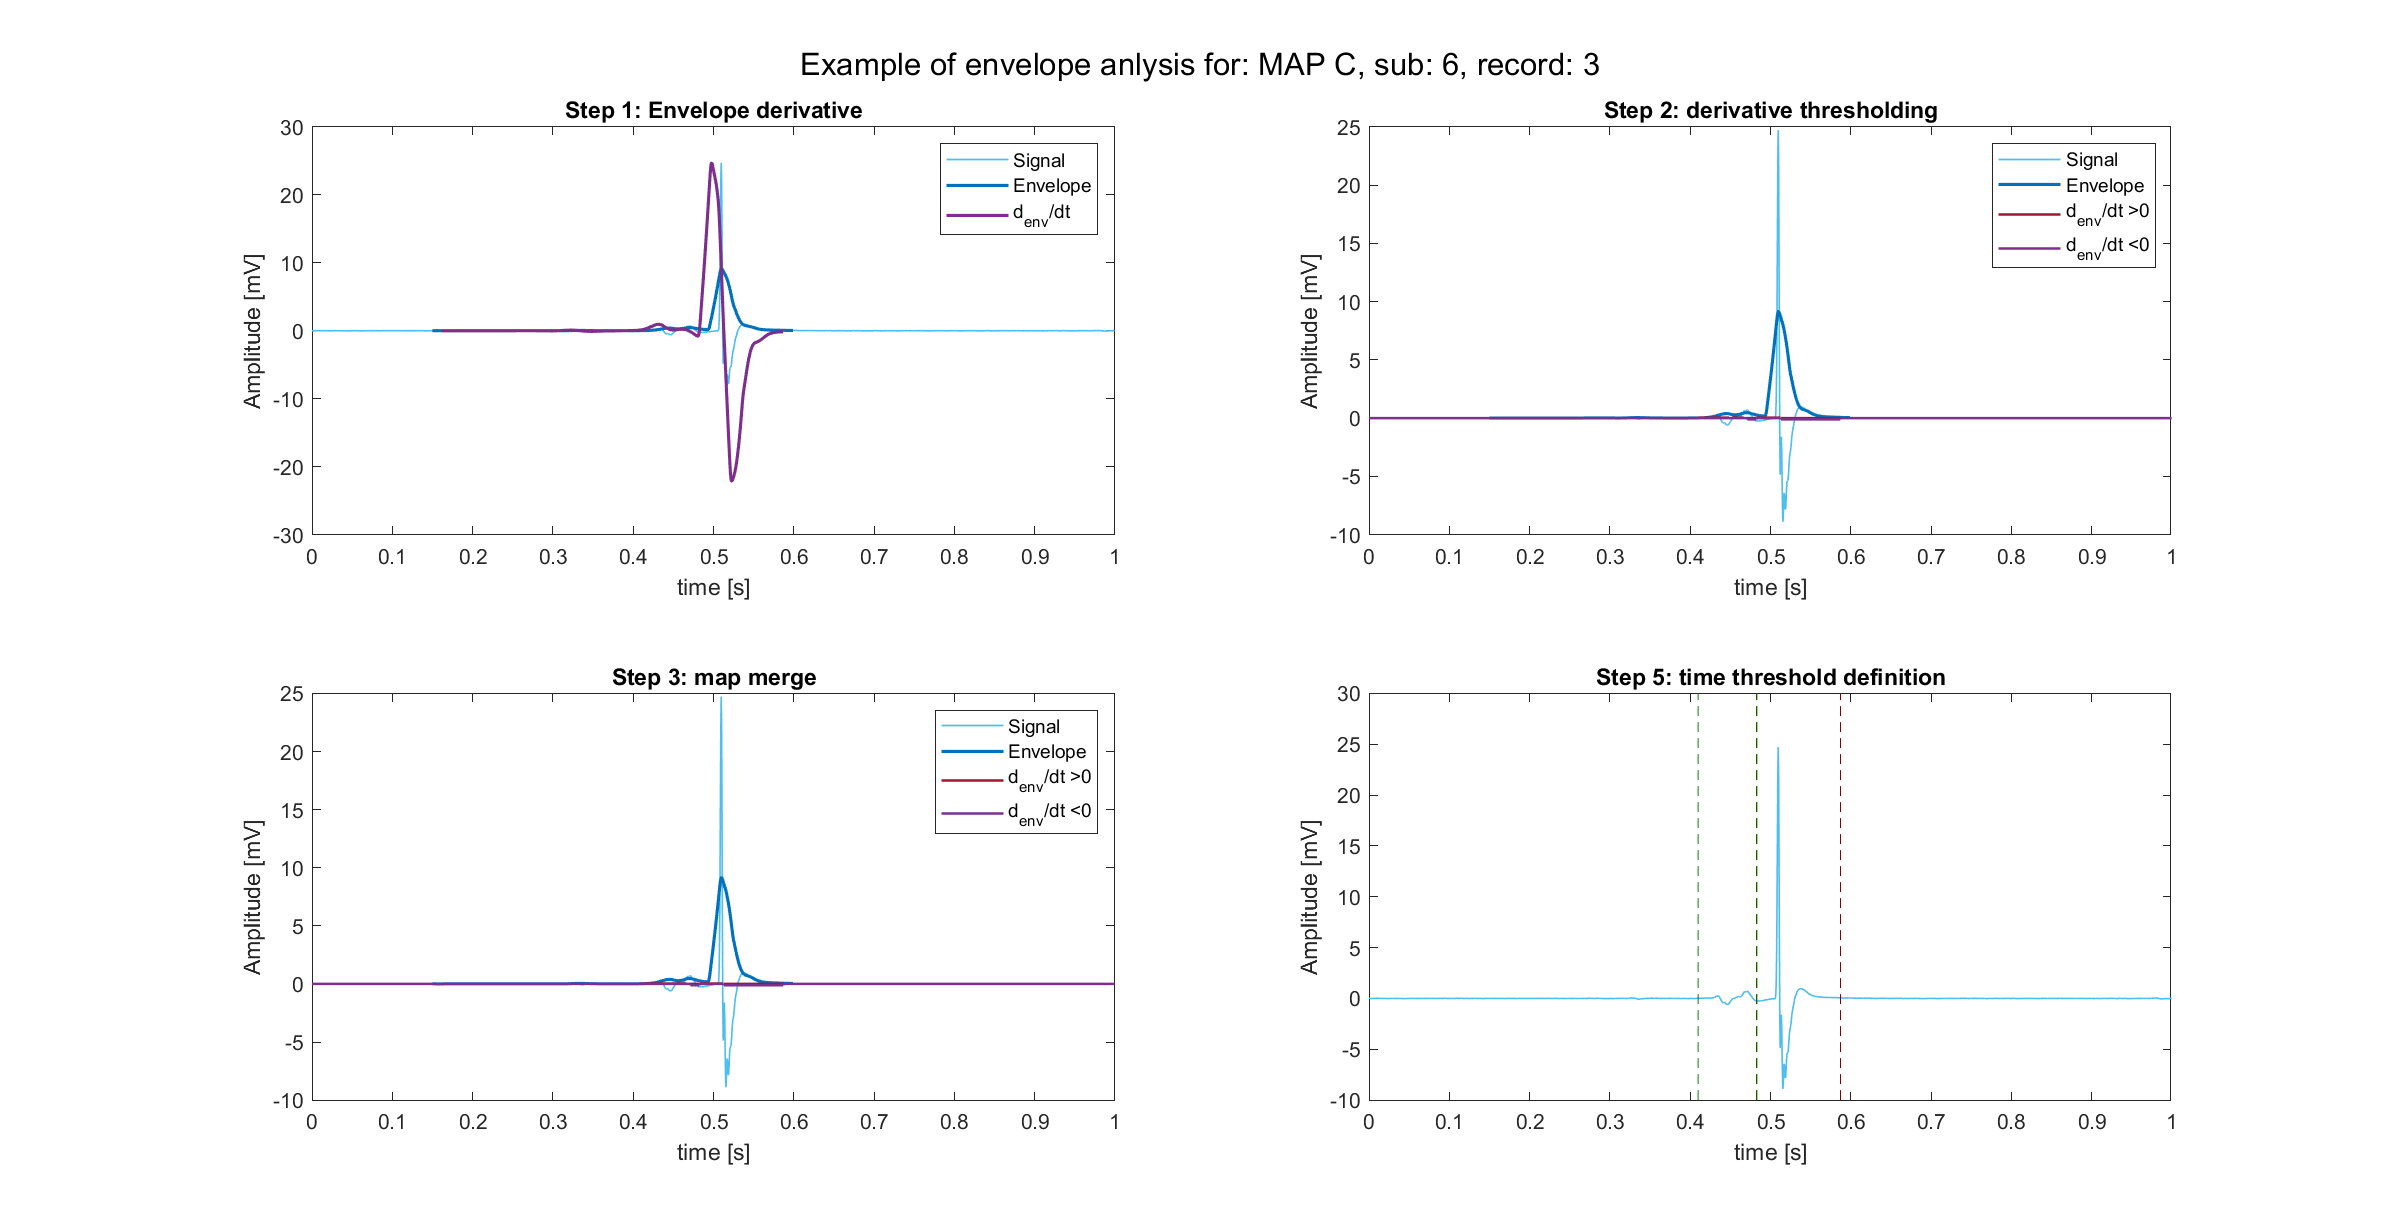 Example of envelope anlysis for: MAP C, sub: 6, record: 3
Step 1: Envelope derivative
30
20
10
0
-10
-20
-30
Amplitude [mV]
0 0.1 0.2 0.3 0.4 0.5 0.6 0.7 0.8 0.9 1
time [s]
Signal
Envelope
d_env/dt
Step 2: derivative thresholding
25
20
15
10
5
0
-5
-10
Amplitude [mV]
0 0.1 0.2 0.3 0.4 0.5 0.6 0.7 0.8 0.9 1
time [s]
Signal
Envelope
d_env/dt >0
d_env/dt <0
Step 3: map merge
25
20
15
10
5
0
-5
-10
Amplitude [mV]
0 0.1 0.2 0.3 0.4 0.5 0.6 0.7 0.8 0.9 1
time [s]
Signal
Envelope
d_env/dt >0
d_env/dt <0
Step 5: time threshold definition
30
25
20
15
10
5
0
-5
-10
Amplitude [mV]
0 0.1 0.2 0.3 0.4 0.5 0.6 0.7 0.8 0.9 1
time [s]